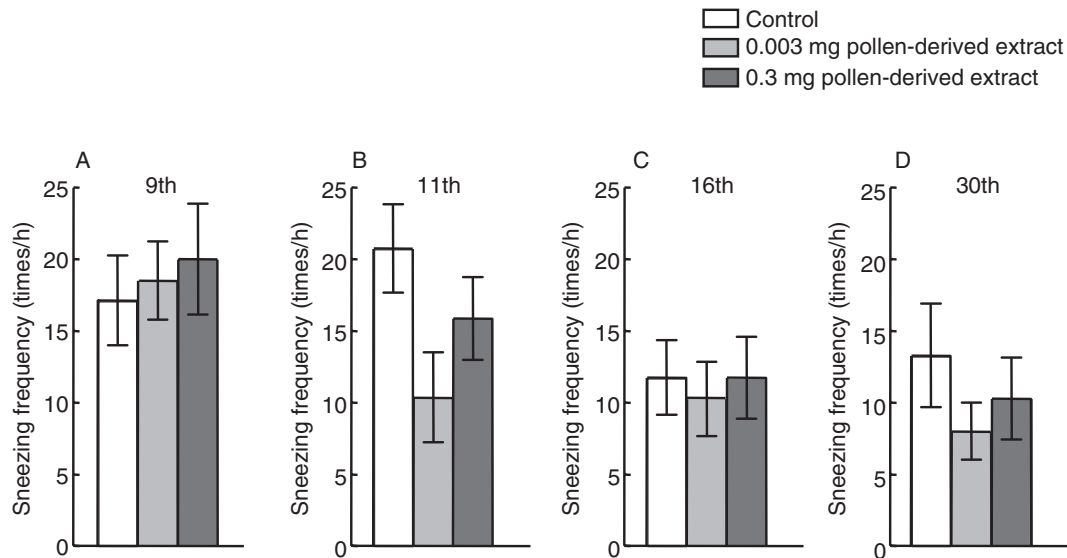 Control
0.003 mg pollen-derived extract
0.3 mg pollen-derived extract
A
9th
Sneezing frequency (times/h)
25
20
15
10
5
0
B
11th
Sneezing frequency (times/h)
25
20
15
10
5
0
C
16th
Sneezing frequency (times/h)
25
20
15
10
5
0
D
30th
Sneezing frequency (times/h)
25
20
15
10
5
0